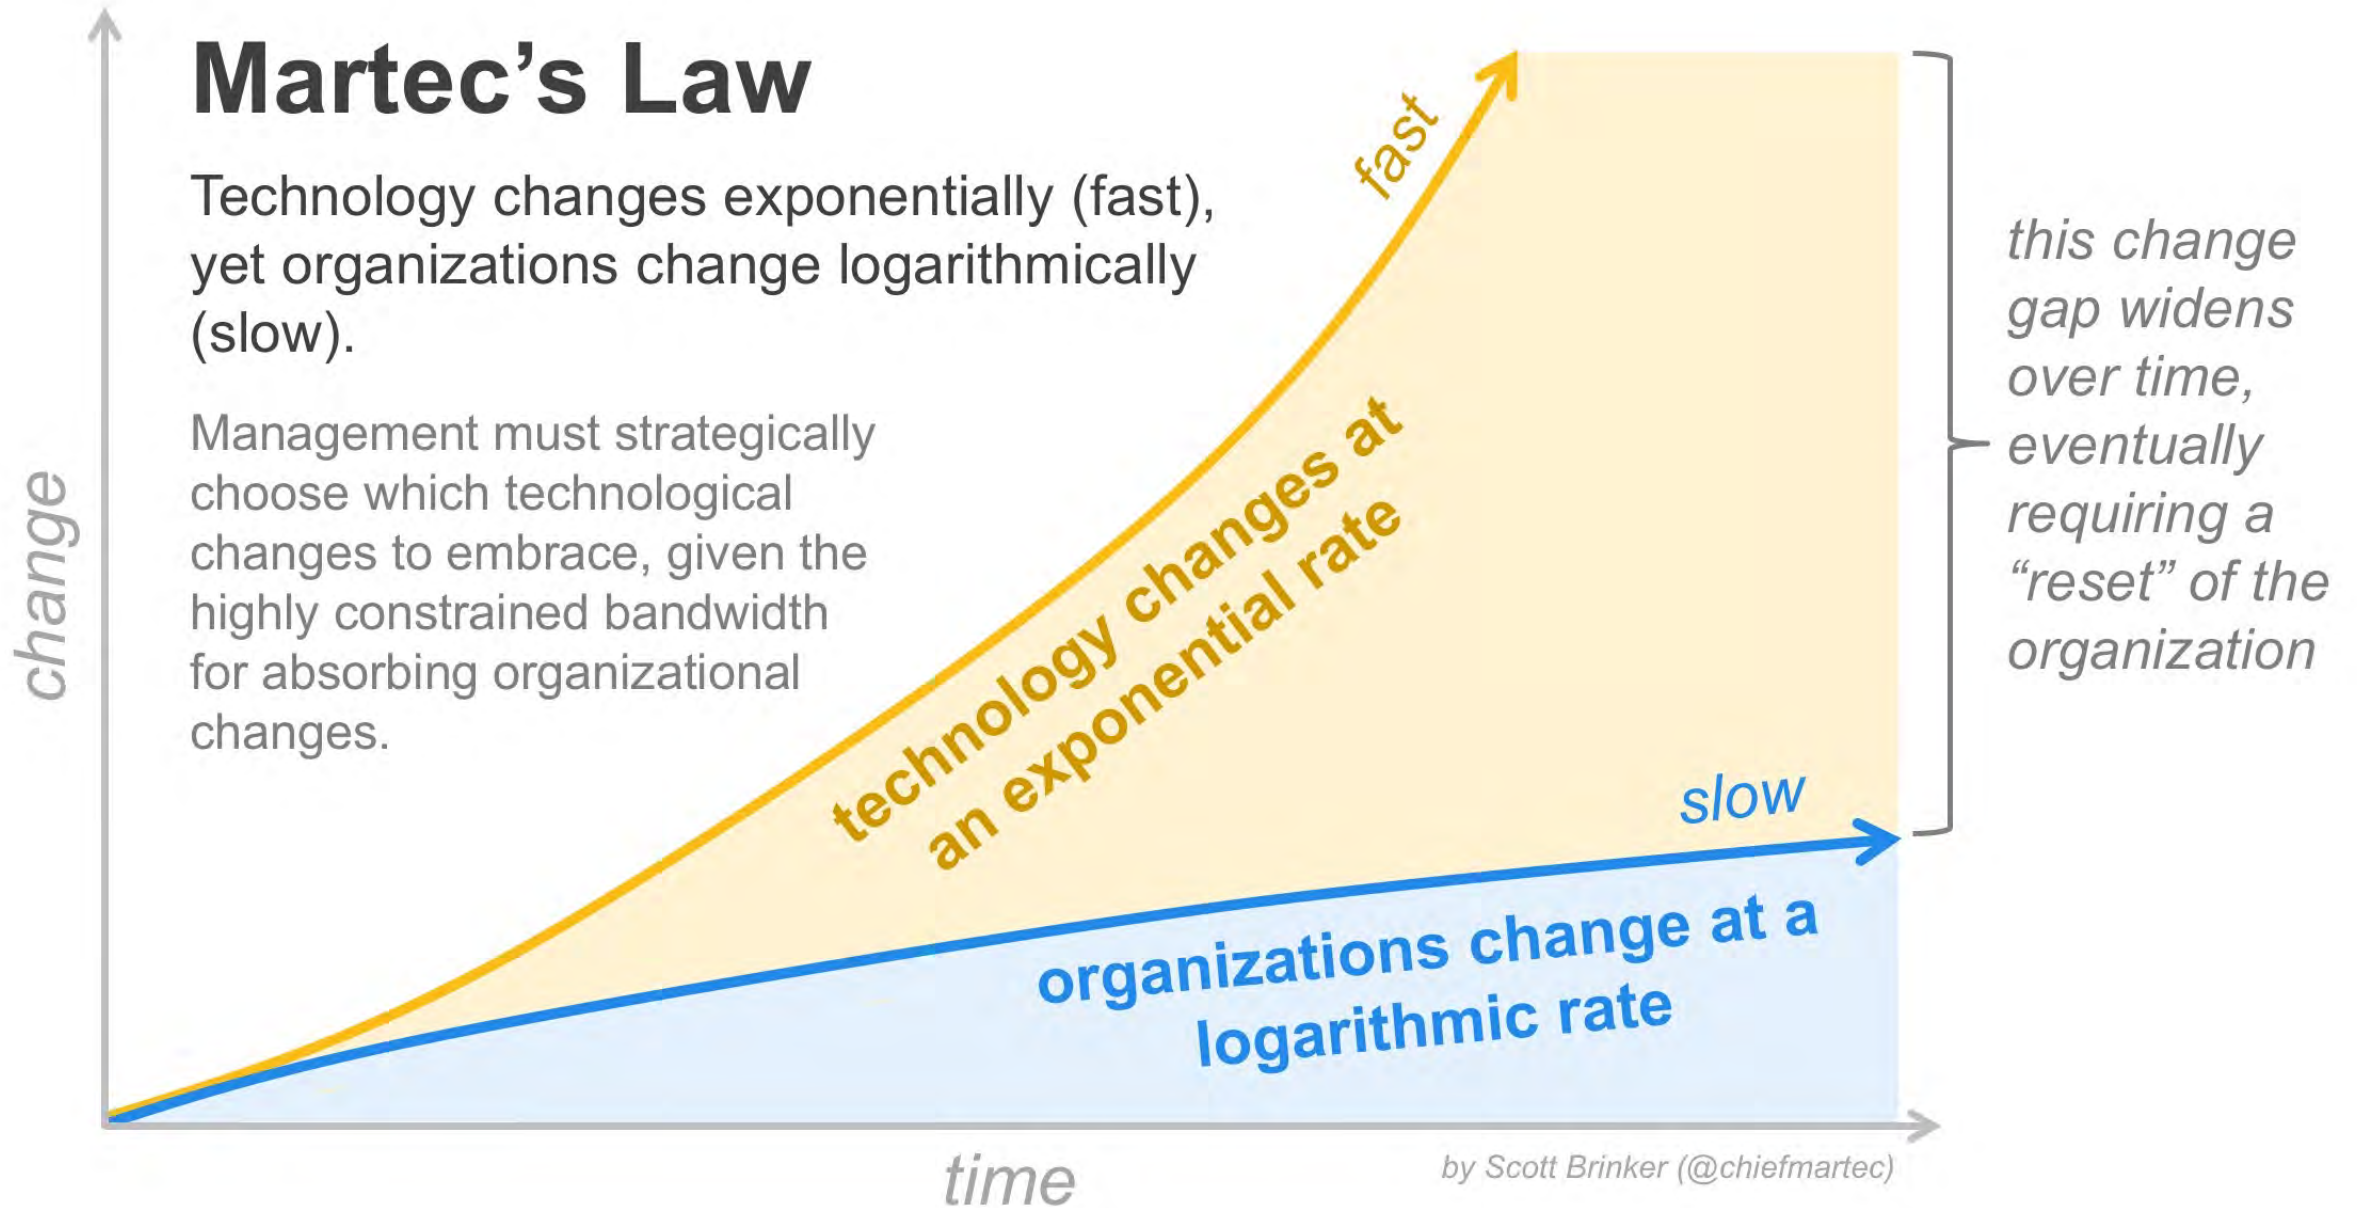 Martec’s Law
Technology changes exponentially (fast),
yet organizations change logarithmically
(slow).
Management must strategically
choose which technological
changes to embrace, given the
highly constrained bandwidth
for absorbing organizational
changes.
change
fast
technology changes at
an exponential rate
slow
organizations change at a
logarithmic rate
this change
gap widens
over time,
eventually
requiring a
“reset” of the
organization
time
by Scott Brinker (@chiefmartec)